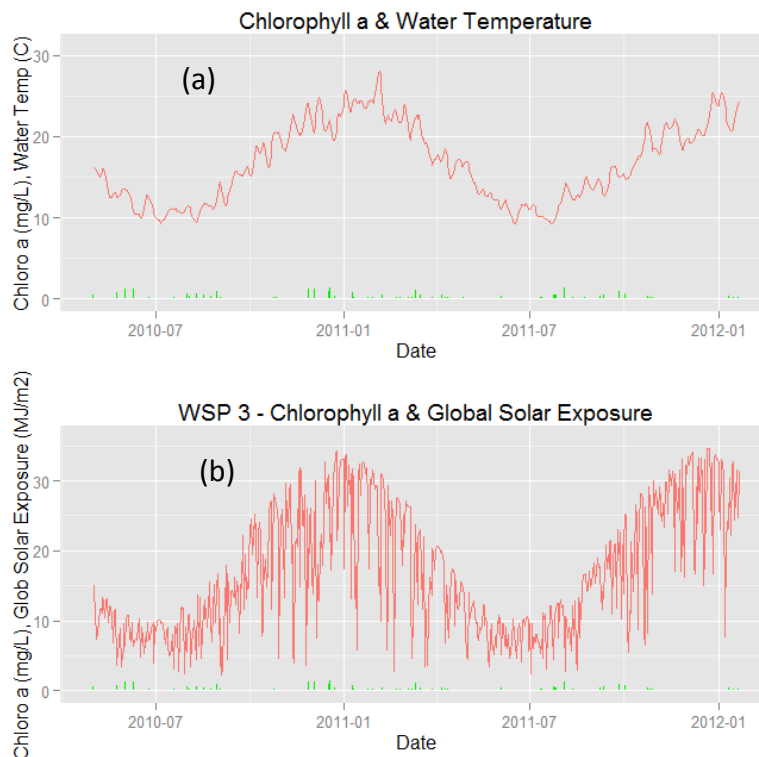 Chlorophyll a & Water Temperature
Chloro a (mg/L), Water Temp (C)
(a)
30
20
10
0
2010-07
2011-01
2011-07
2012-01
Date
WSP 3 - Chlorophyll a & Global Solar Exposure
Chloro a (mg/L), Glob Solar Exposure (MJ/m2)
(b)
30
20
10
0
2010-07
2011-01
2011-07
2012-01
Date